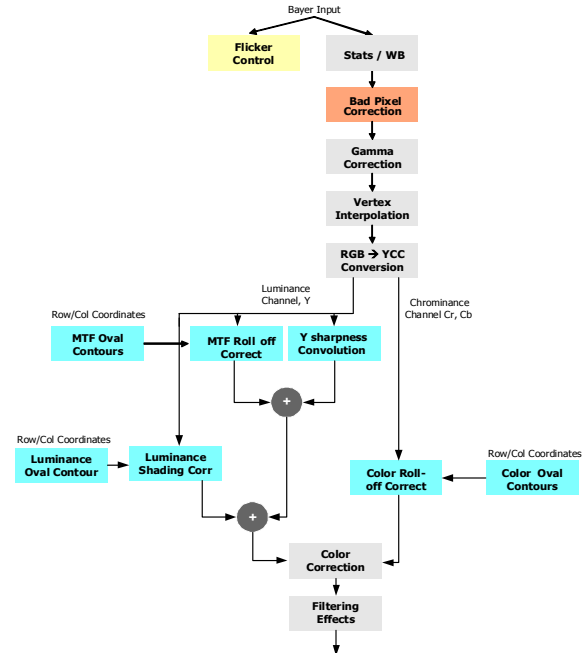 Bayer Input
Flicker
Control
Stats / WB
Bad Pixel
Correction
Gamma
Correction
Vertex
Interpolation
RGB → YCC
Conversion
Luminance
Channel, Y
Chrominance
Channel Cr, Cb
Row/Col Coordinates
MTF Oval
Contours
MTF Roll off
Correct
Y sharpness
Convolution
+
Row/Col Coordinates
Luminance
Oval Contour
Luminance
Shading Corr
Color Roll-
off Correct
Row/Col Coordinates
Color Oval
Contours
+
Color
Correction
Filtering
Effects